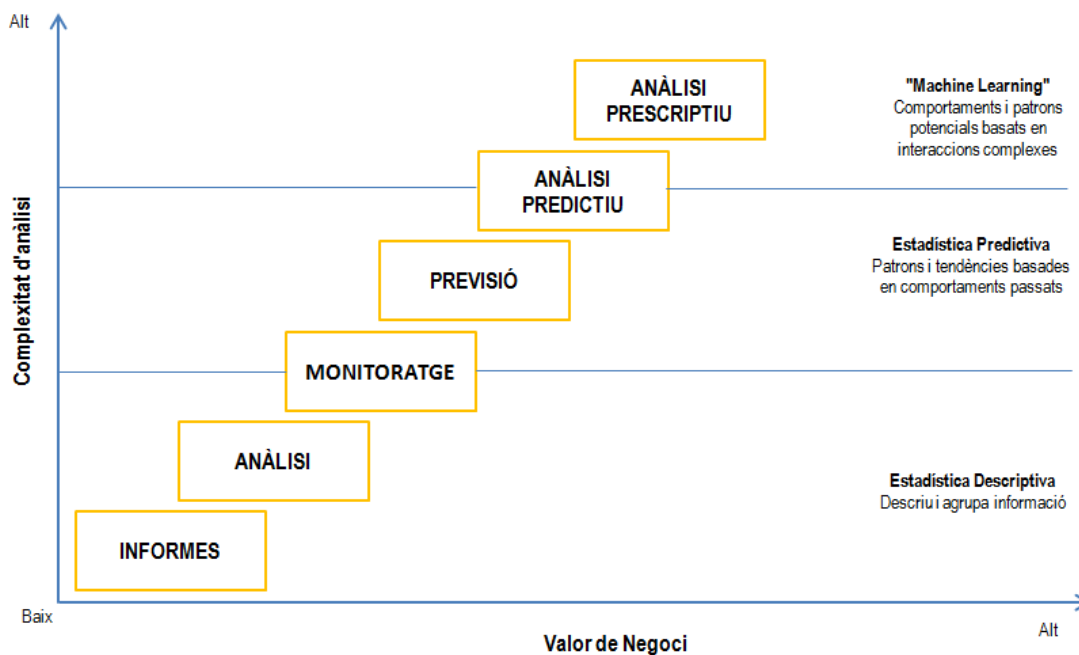 Alt
ANÀLISI
PRESCRIPTIU
"Machine Learning"
Comportaments i patrons
potencials basats en
interaccions complexes
ANÀLISI
PREDICTIU
Complexitat d'anàlisi
Estadística Predictiva
Patrons i tendències basades
en comportaments passats
PREVISIÓ
MONITORATGE
ANÀLISI
Estadística Descriptiva
Descriu i agrupa informació
INFORMES
Baix
Valor de Negoci
Alt